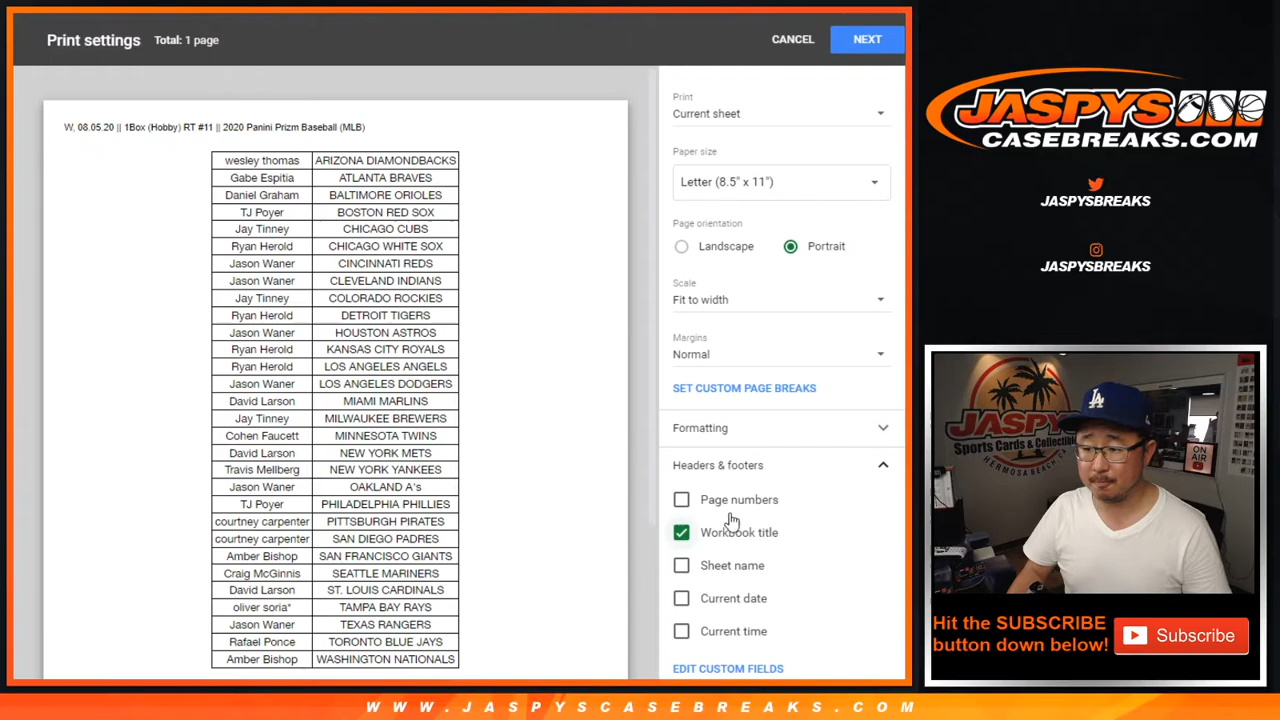 Print settings Total: 1 page CANCEL NEXT
W, 08.05.20 || 1Box (Hobby) RT #11 || 2020 Panini Prizm Baseball (MLB)
wesley thomas ARIZONA DIAMONDBACKS
Gabe Espitia ATLANTA BRAVES
Daniel Graham BALTIMORE ORIOLES
TJ Poyer BOSTON RED SOX
Jay Tinney CHICAGO CUBS
Ryan Herold CHICAGO WHITE SOX
Jason Waner CINCINNATI REDS
Jason Waner CLEVELAND INDIANS
Jay Tinney COLORADO ROCKIES
Ryan Herold DETROIT TIGERS
Jason Waner HOUSTON ASTROS
Ryan Herold KANSAS CITY ROYALS
Ryan Herold LOS ANGELES ANGELS
Jason Waner LOS ANGELES DODGERS
David Larson MIAMI MARLINS
Jay Tinney MILWAUKEE BREWERS
Cohen Faucett MINNESOTA TWINS
David Larson NEW YORK METS
Travis Mellberg NEW YORK YANKEES
Jason Waner OAKLAND A's
TJ Poyer PHILADELPHIA PHILLIES
courtney carpenter PITTSBURGH PIRATES
courtney carpenter SAN DIEGO PADRES
Amber Bishop SAN FRANCISCO GIANTS
Craig McGinnis SEATTLE MARINERS
David Larson ST. LOUIS CARDINALS
oliver soria* TAMPA BAY RAYS
Jason Waner TEXAS RANGERS
Rafael Ponce TORONTO BLUE JAYS
Amber Bishop WASHINGTON NATIONALS
Print
Current sheet
Paper size
Letter (8.5" x 11")
Page orientation
Landscape Portrait
Scale
Fit to width
Margins
Normal
SET CUSTOM PAGE BREAKS
Formatting
Headers & footers
Page numbers
Workbook title
Sheet name
Current date
Current time
EDIT CUSTOM FIELDS
JASPYS
CASEBREAKS.COM
JASPYSBREAKS
JASPYSBREAKS
JASPYS
Sports Cards & Collectibles
HERMOSA BEACH
LA
ON AIR
Hit the SUBSCRIBE
button down below!
Subscribe
WWW.JASPYSCASEBREAKS.COM